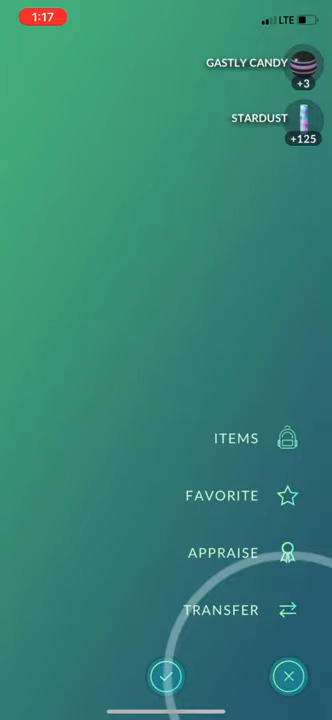 1:17
LTE
GASTLY CANDY
+3
STARDUST
+125
ITEMS
FAVORITE
APPRAISE
TRANSFER